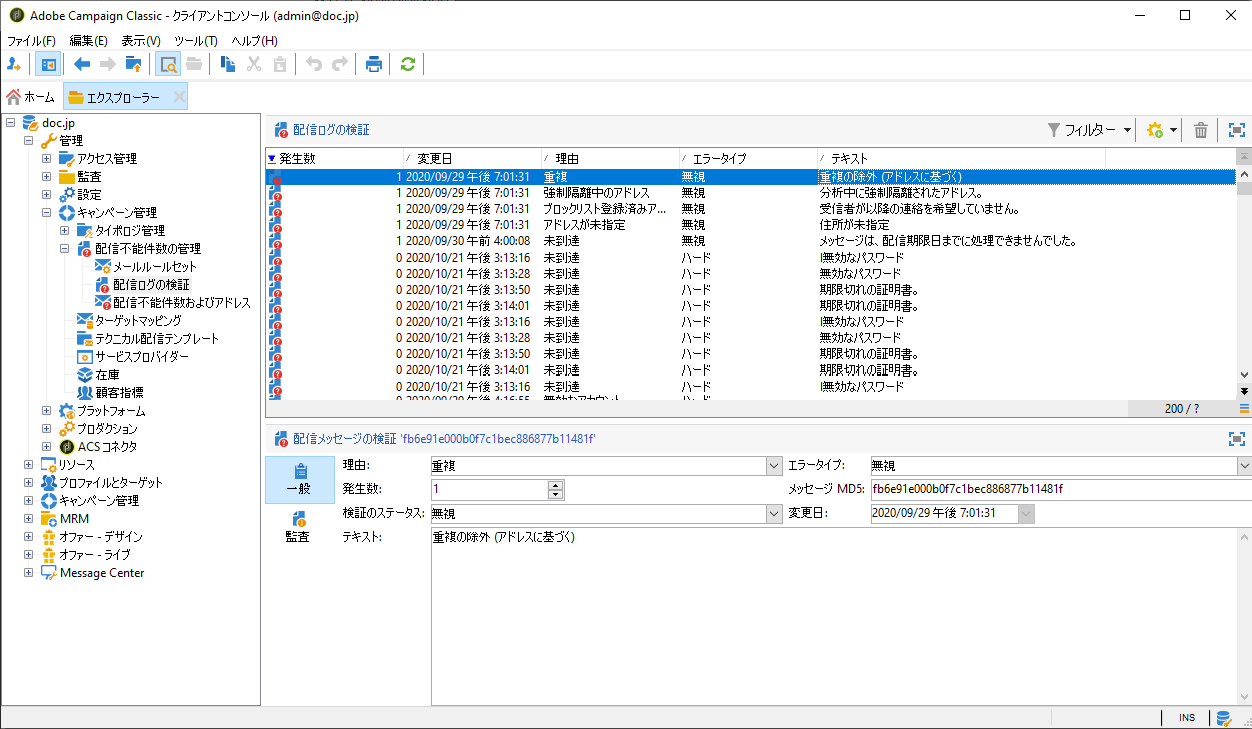 Adobe Campaign Classic - クライアントコンソール (admin@doc.jp)
ファイル(F) 編集(E) 表示(V) ツール(T) ヘルプ(H)
ホーム エクスプローラー
doc.jp
管理
アクセス管理
監査
設定
キャンペーン管理
タイポロジ管理
配信不能件数の管理
メールルールセット
配信ログの検証
配信不能件数およびアドレス
ターゲットマッピング
テクニカル配信テンプレート
サービスプロバイダー
在庫
顧客指標
プラットフォーム
プロダクション
ACS コネクタ
リソース
プロファイルとターゲット
キャンペーン管理
MRM
オファー - デザイン
オファー - ライブ
Message Center
配信ログの検証 フィルター
発生数 変更日 理由 エラータイプ テキスト
1 2020/09/29 午後 7:01:31 重複 無視 重複の除外 (アドレスに基づく)
1 2020/09/29 午後 7:01:31 強制隔離中のアドレス 無視 分析中に強制隔離されたアドレス。
1 2020/09/29 午後 7:01:31 ブロックリスト登録済みア... 無視 受信者が以降の連絡を希望していません。
1 2020/09/29 午後 7:01:31 アドレスが未指定 無視 住所が未指定
1 2020/09/30 午前 4:00:08 未到達 無視 メッセージは、配信期限日までに処理できませんでした。
0 2020/10/21 午後 3:13:16 未到達 ハード !無効なパスワード
0 2020/10/21 午後 3:13:28 未到達 ハード 無効なパスワード
0 2020/10/21 午後 3:13:50 未到達 ハード 期限切れの証明書。
0 2020/10/21 午後 3:14:01 未到達 ハード 期限切れの証明書。
0 2020/10/21 午後 3:13:16 未到達 ハード !無効なパスワード
0 2020/10/21 午後 3:13:28 未到達 ハード 無効なパスワード
0 2020/10/21 午後 3:13:50 未到達 ハード 期限切れの証明書。
0 2020/10/21 午後 3:14:01 未到達 ハード 期限切れの証明書。
0 2020/10/21 午後 3:13:16 未到達 ハード !無効なパスワード
200 / ?
配信メッセージの検証 'fb6e91e000b0f7c1bec886877b11481f'
一般
監査
理由: 重複 エラータイプ: 無視
発生数: 1 メッセージ MD5: fb6e91e000b0f7c1bec886877b11481f
検証のステータス: 無視 変更日: 2020/09/29 午後 7:01:31
テキスト: 重複の除外 (アドレスに基づく)
INS